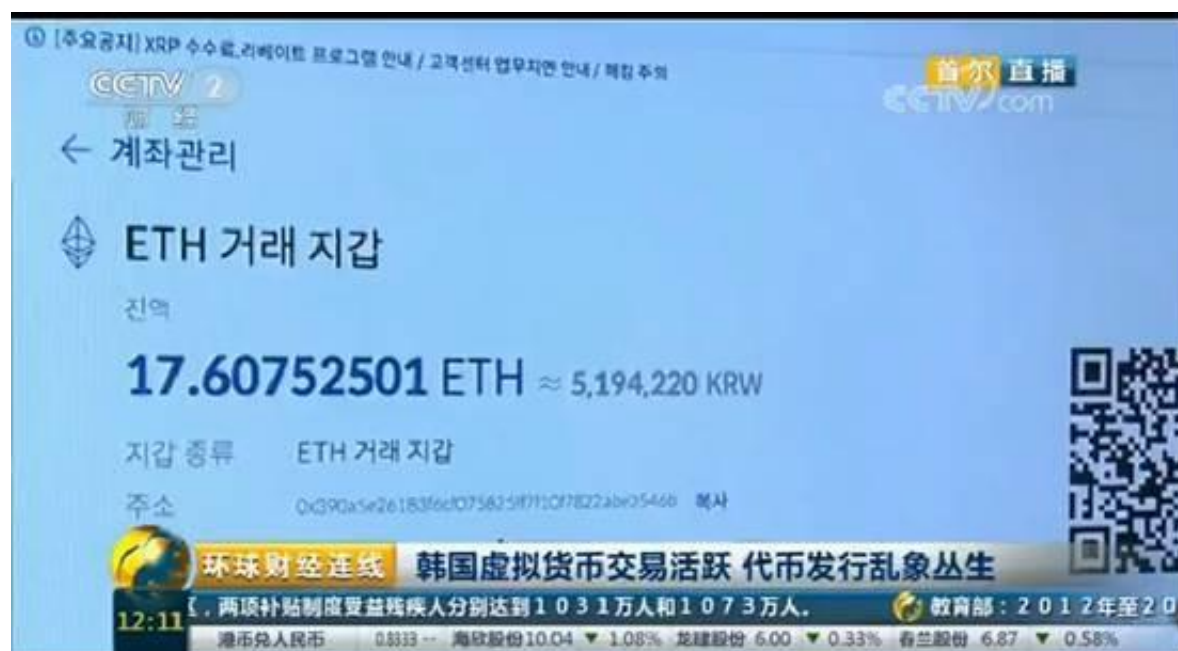 [주요공지] XRP 수수료,리베이트 프로그램 안내 / 고객센터 업무지연 안내 / 해킹 주의
CCTV 2
财 经
首尔 直播
CCTV com
← 계좌관리
ETH 거래 지갑
잔액
17.60752501 ETH ≈ 5,194,220 KRW
지갑 종류 ETH 거래 지갑
주소 복사
环球财经连线 韩国虚拟货币交易活跃 代币发行乱象丛生
12:11 区，两项补贴制度受益残疾人分别达到1031万人和1073万人. 教育部：2012年至20
港币兑人民币 0.8333 -- 海欣股份 10.04 ▼ 1.08% 龙建股份 6.00 ▼ 0.33% 春兰股份 6.87 ▼ 0.58%